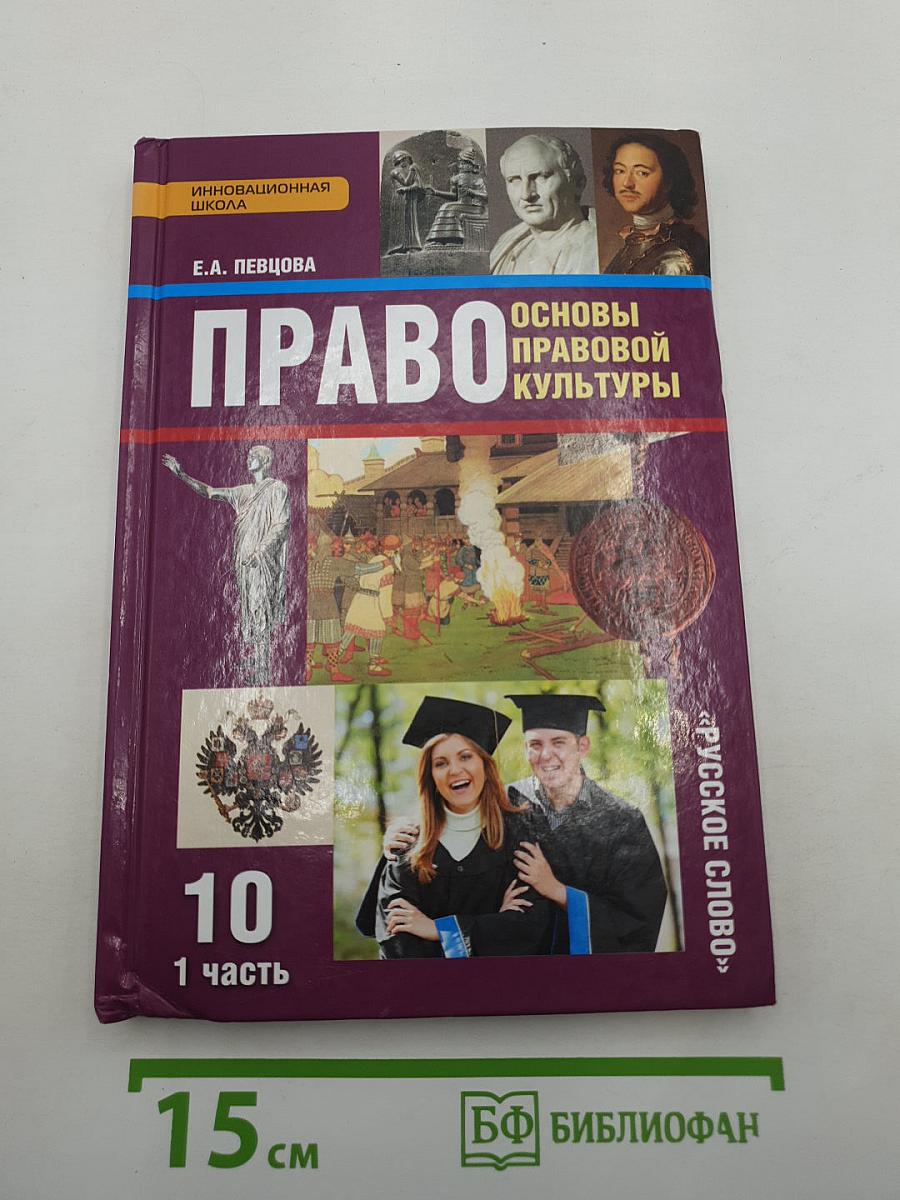 ИННОВАЦИОННАЯ
ШКОЛА
Е.А. ПЕВЦОВА
ПРАВО
ОСНОВЫ
ПРАВОВОЙ
КУЛЬТУРЫ
10
1 часть
«РУССКОЕ СЛОВО»
15 см
БФ БИБЛИОФАН